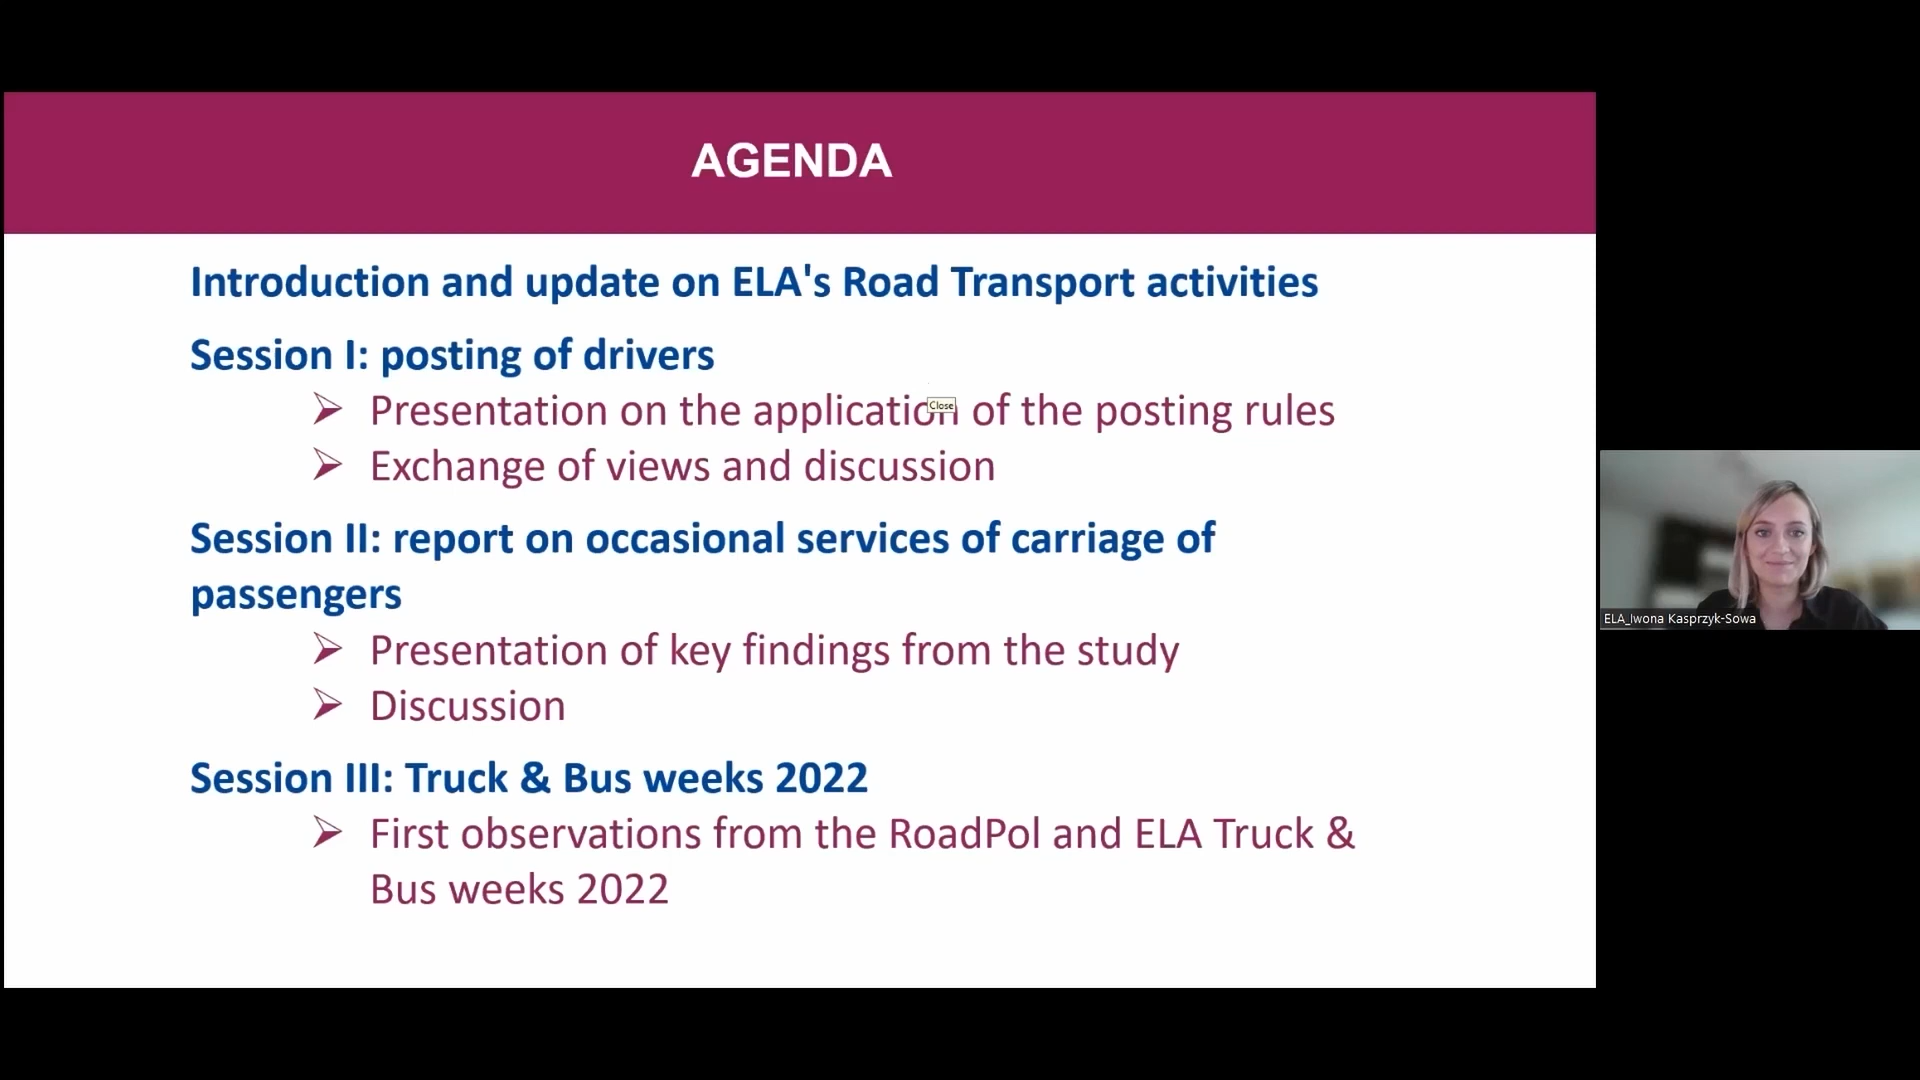 AGENDA
Introduction and update on ELA's Road Transport activities
Session I: posting of drivers
➢ Presentation on the application of the posting rules
Close
➢ Exchange of views and discussion
Session II: report on occasional services of carriage of
passengers
➢ Presentation of key findings from the study
➢ Discussion
Session III: Truck & Bus weeks 2022
➢ First observations from the RoadPol and ELA Truck &
Bus weeks 2022
ELA_Iwona Kasprzyk-Sowa